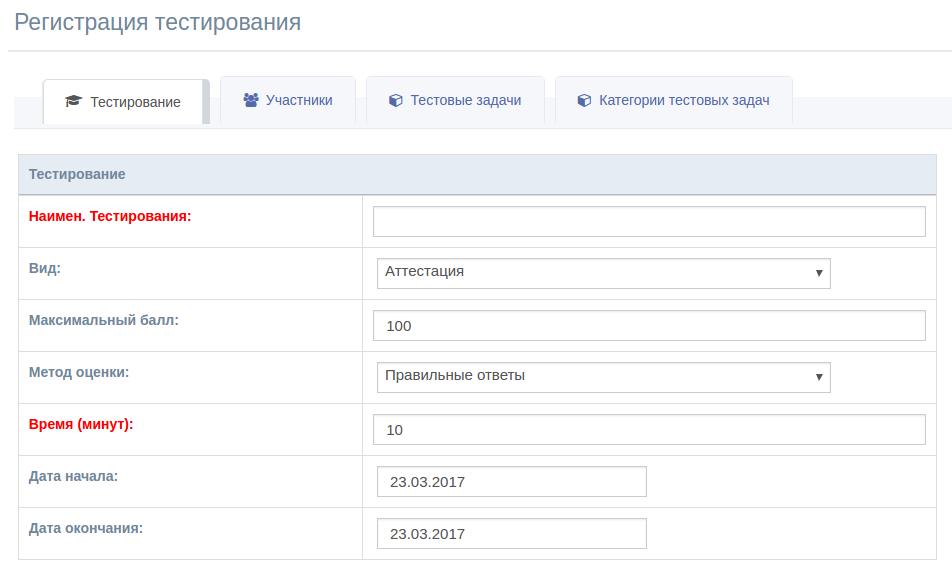 Регистрация тестирования
Тестирование Участники Тестовые задачи Категории тестовых задач
Тестирование
Наимен. Тестирования:
Вид: Аттестация
Максимальный балл: 100
Метод оценки: Правильные ответы
Время (минут): 10
Дата начала: 23.03.2017
Дата окончания: 23.03.2017